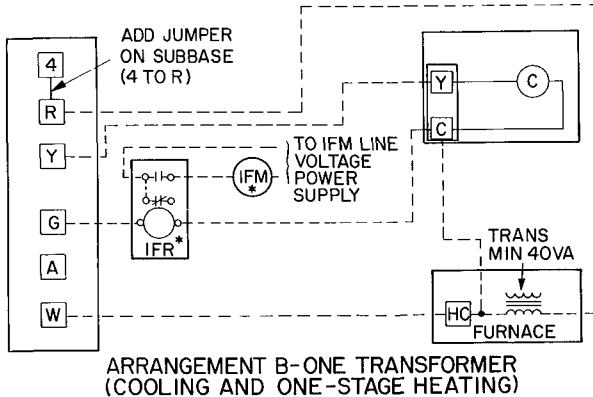 4
ADD JUMPER
ON SUBBASE
(4 TO R)
R
Y
Y
C
C
TO IFM LINE
VOLTAGE
POWER
SUPPLY
IFM
*
G
IFR*
A
TRANS
MIN 40VA
W
HC
FURNACE
ARRANGEMENT B-ONE TRANSFORMER
(COOLING AND ONE-STAGE HEATING)